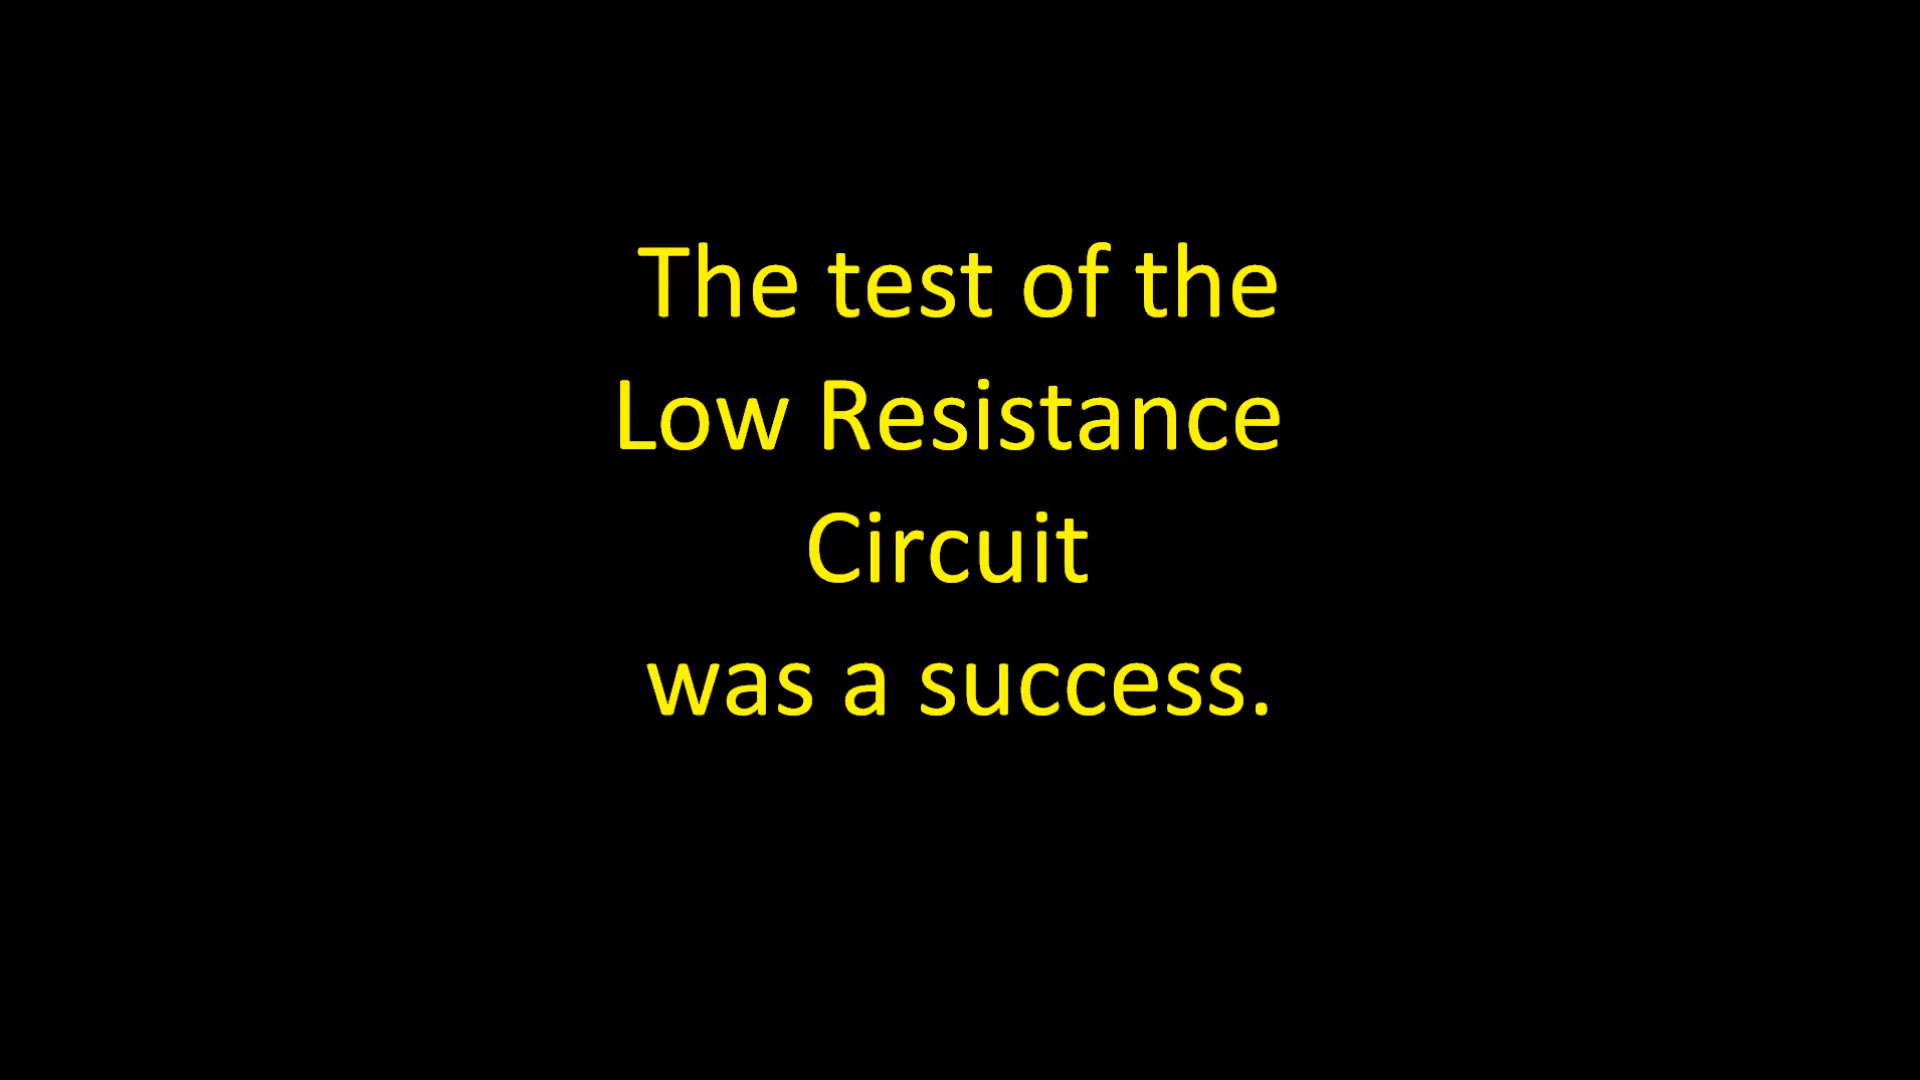 The test of the
Low Resistance
Circuit
was a success.